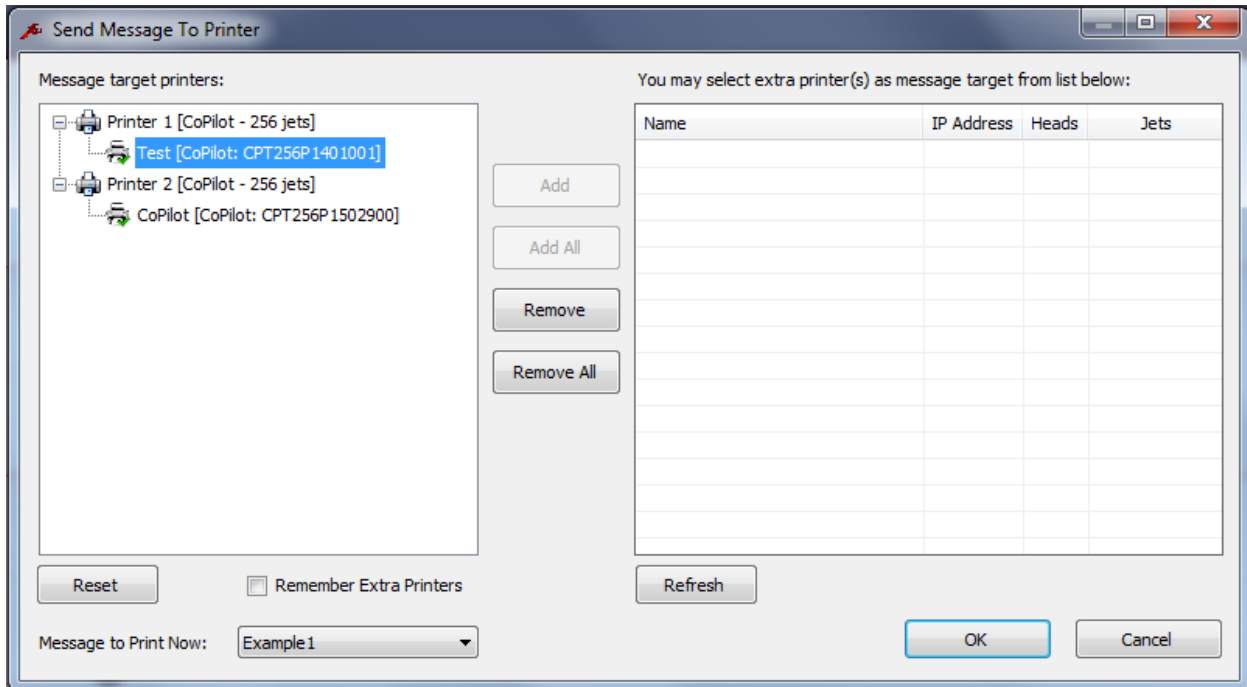 Send Message To Printer
Message target printers:
You may select extra printer(s) as message target from list below:
Printer 1 [CoPilot - 256 jets]
Test [CoPilot: CPT256P1401001]
Printer 2 [CoPilot - 256 jets]
CoPilot [CoPilot: CPT256P1502900]
Add
Add All
Remove
Remove All
Name IP Address Heads Jets
Reset
Remember Extra Printers
Refresh
Message to Print Now: Example1
OK
Cancel